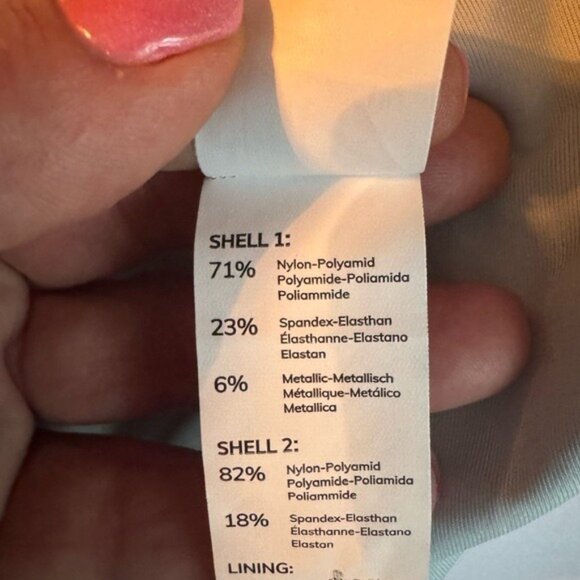 SHELL 1:
71% Nylon-Polyamid
Polyamide-Poliamida
Poliammide
23% Spandex-Elasthan
Élasthanne-Elastano
Elastan
6% Metallic-Metallisch
Métallique-Metálico
Metallica
SHELL 2:
82% Nylon-Polyamid
Polyamide-Poliamida
Poliammide
18% Spandex-Elasthan
Élasthanne-Elastano
Elastan
LINING: